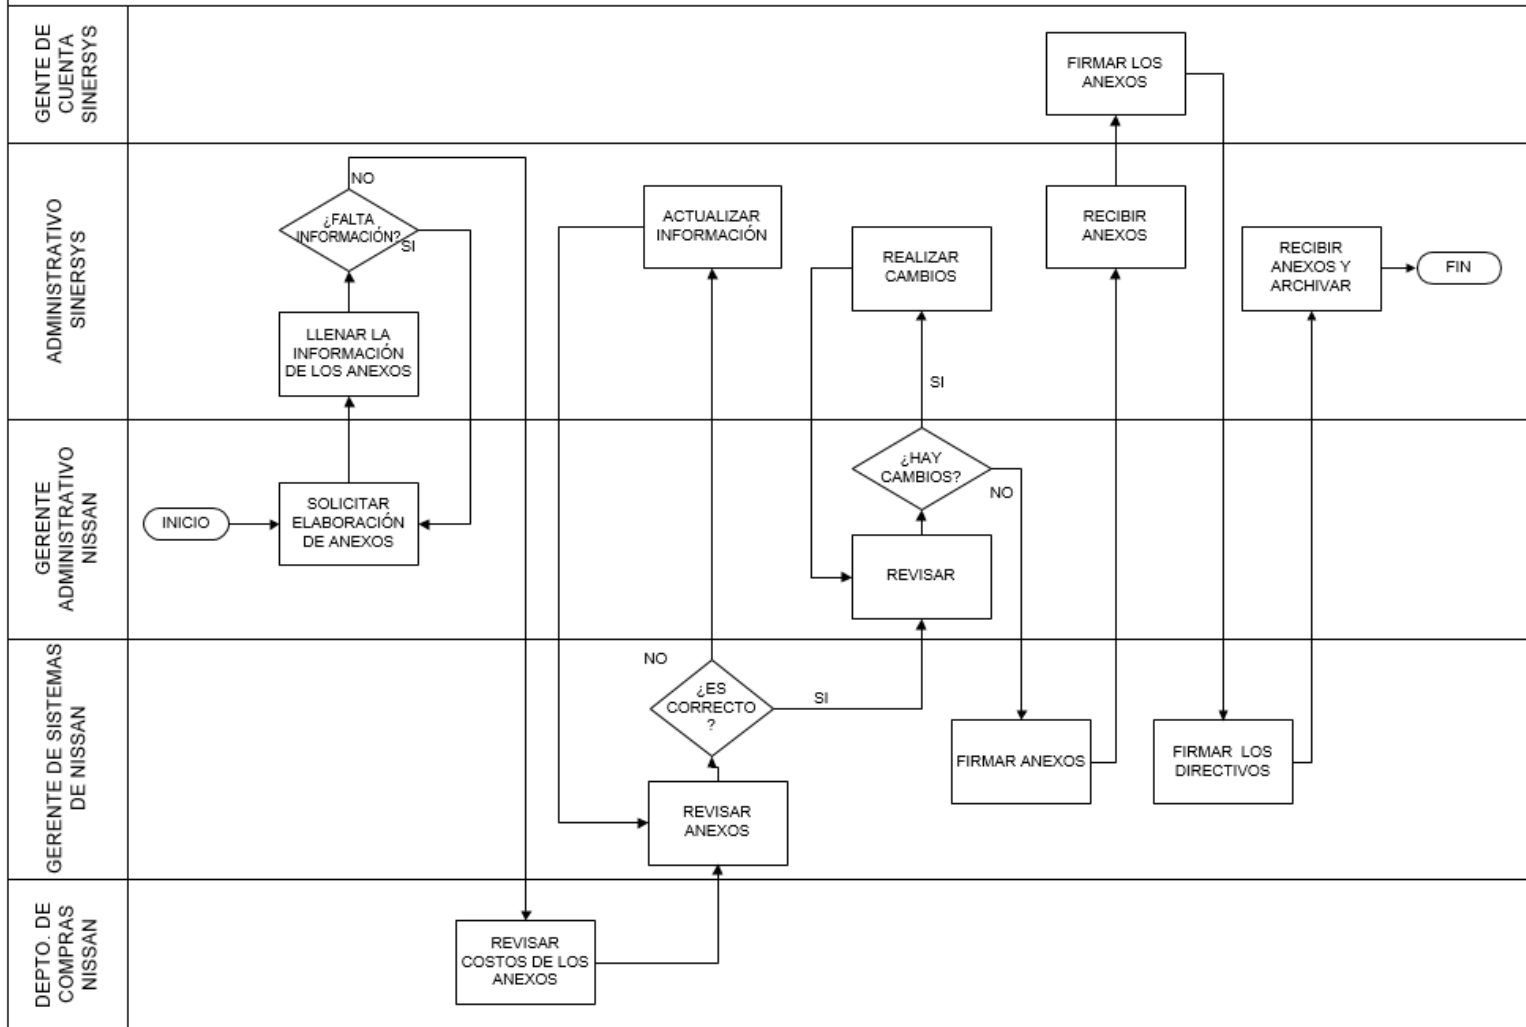 GENTE DE
CUENTA
SINERSYS
FIRMAR LOS
ANEXOS
ADMINISTRATIVO
SINERSYS
NO
¿FALTA
INFORMACIÓN?
SI
LLENAR LA
INFORMACIÓN
DE LOS ANEXOS
ACTUALIZAR
INFORMACIÓN
REALIZAR
CAMBIOS
SI
RECIBIR
ANEXOS
RECIBIR
ANEXOS Y
ARCHIVAR
FIN
GERENTE
ADMINISTRATIVO
NISSAN
INICIO
SOLICITAR
ELABORACIÓN
DE ANEXOS
¿HAY
CAMBIOS?
NO
REVISAR
GERENTE DE SISTEMAS
DE NISSAN
NO
¿ES
CORRECTO
?
SI
REVISAR
ANEXOS
FIRMAR ANEXOS
FIRMAR LOS
DIRECTIVOS
DEPTO. DE
COMPRAS
NISSAN
REVISAR
COSTOS DE LOS
ANEXOS